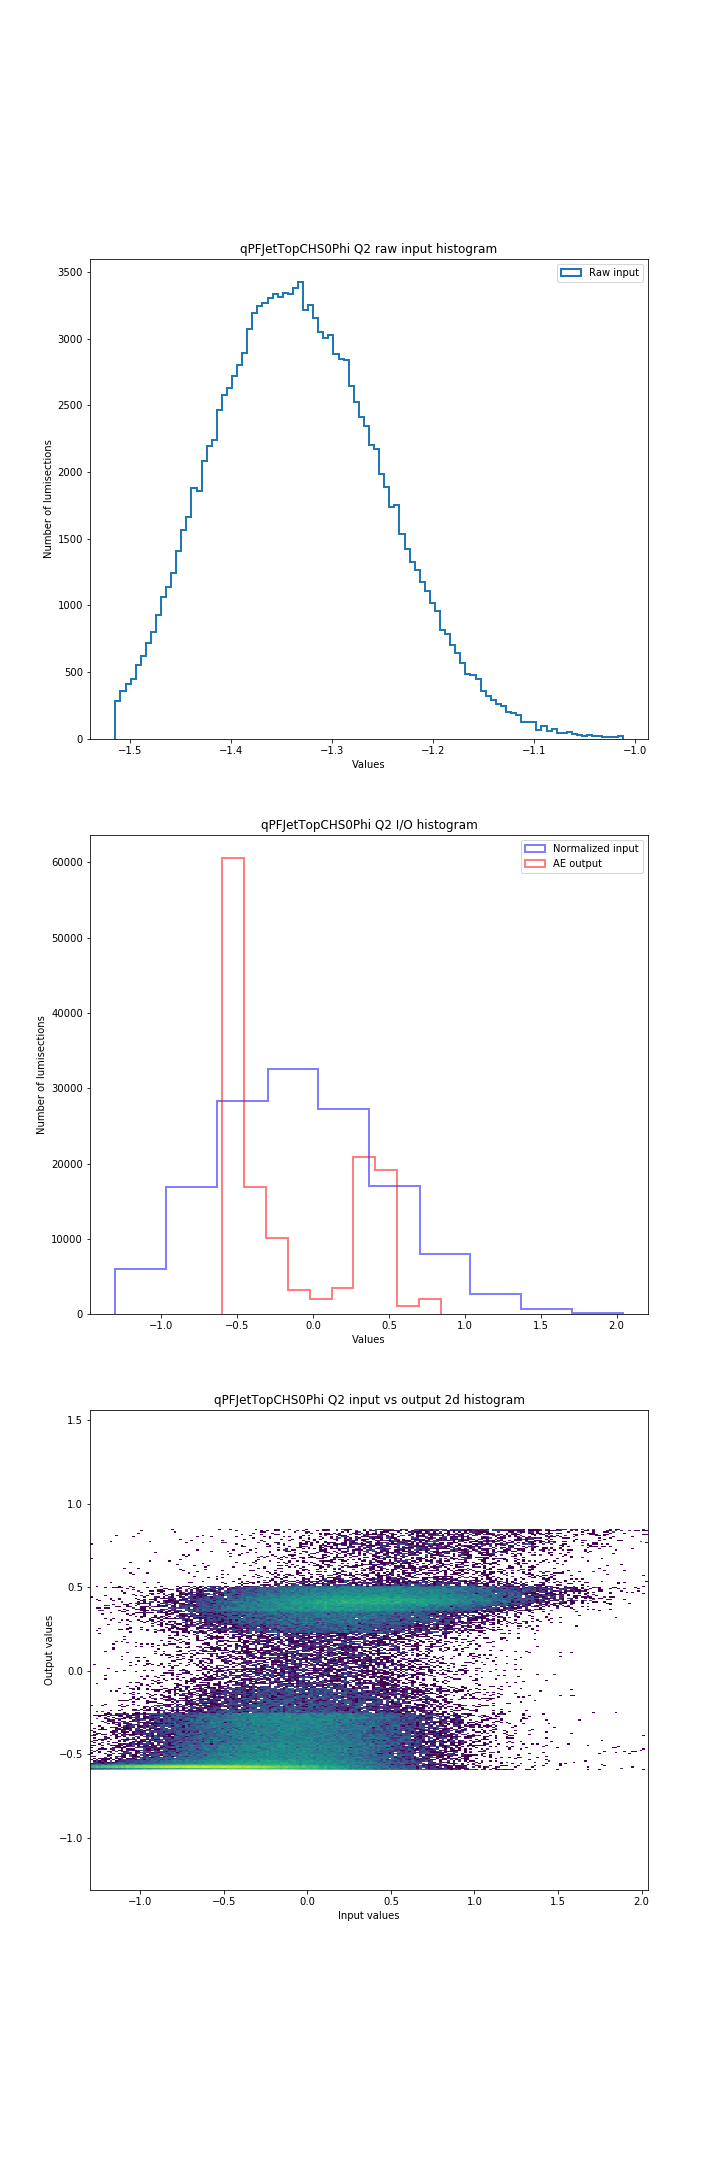 qPFJetTopCHS0Phi Q2 raw input histogram
Raw input
3500
3000
2500
2000
1500
1000
500
0
Number of lumisections
−1.5 −1.4 −1.3 −1.2 −1.1 −1.0
Values
qPFJetTopCHS0Phi Q2 I/O histogram
Normalized input
AE output
60000
50000
40000
30000
20000
10000
0
Number of lumisections
−1.0 −0.5 0.0 0.5 1.0 1.5 2.0
Values
qPFJetTopCHS0Phi Q2 input vs output 2d histogram
1.5
1.0
0.5
0.0
−0.5
−1.0
Output values
−1.0 −0.5 0.0 0.5 1.0 1.5 2.0
Input values